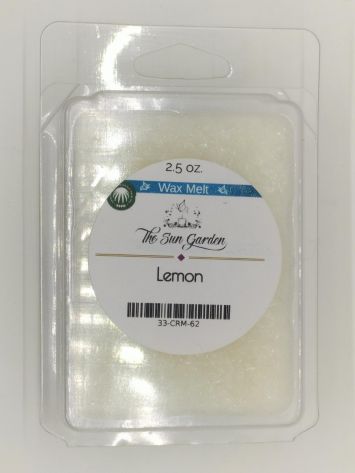 2.5 oz.
Wax Melt
The Sun Garden
Lemon
33-CRM-62